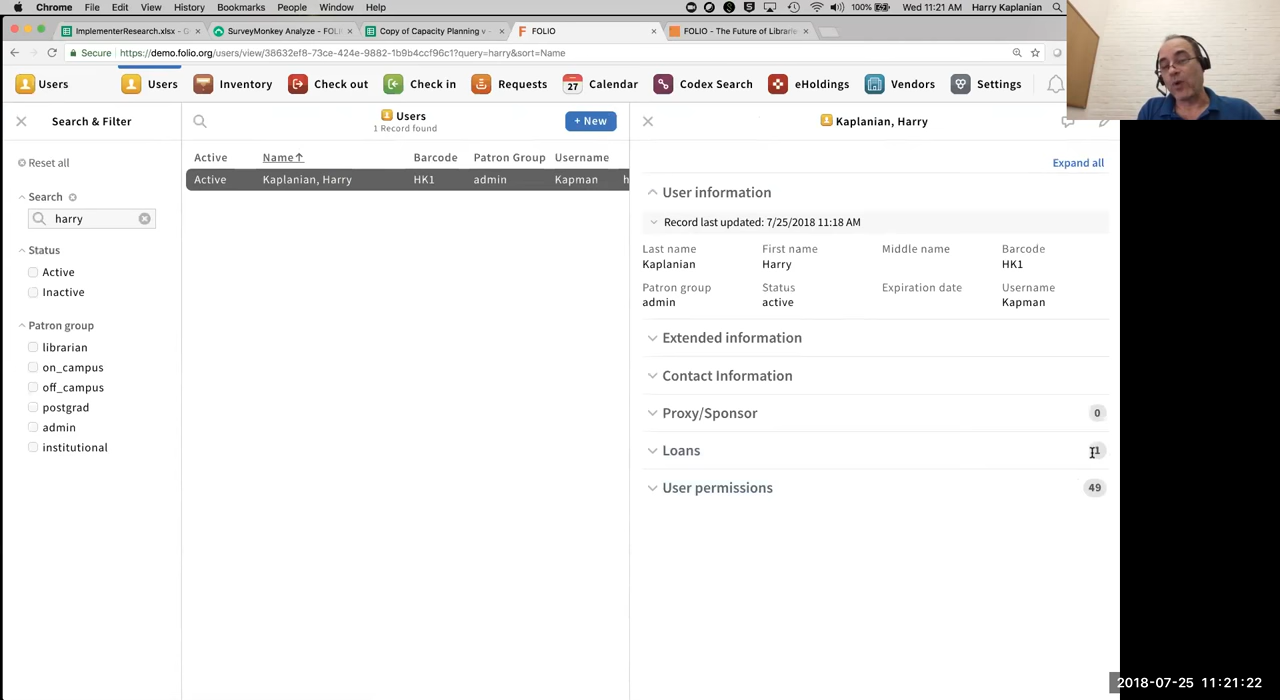 Chrome File Edit View History Bookmarks People Window Help 100% Wed 11:21 AM Harry Kaplanian
ImplementerResearch.xlsx - G SurveyMonkey Analyze - FOLI Copy of Capacity Planning v - FOLIO FOLIO - The Future of Librarie
Secure https://demo.folio.org/users/view/38632ef8-73ce-424e-9882-1b9b4ccf96c1?query=harry&sort=Name
Users Users Inventory Check out Check in Requests 27 Calendar Codex Search eHoldings Vendors Settings
Search & Filter
Users
1 Record found
+ New
Kaplanian, Harry
Reset all
Search
harry
Status
Active
Inactive
Patron group
librarian
on_campus
off_campus
postgrad
admin
institutional
Active Name Barcode Patron Group Username
Active Kaplanian, Harry HK1 admin Kapman h
Expand all
User information
Record last updated: 7/25/2018 11:18 AM
Last name First name Middle name Barcode
Kaplanian Harry HK1
Patron group Status Expiration date Username
admin active Kapman
Extended information
Contact Information
Proxy/Sponsor 0
Loans 1
User permissions 49
2018-07-25 11:21:22